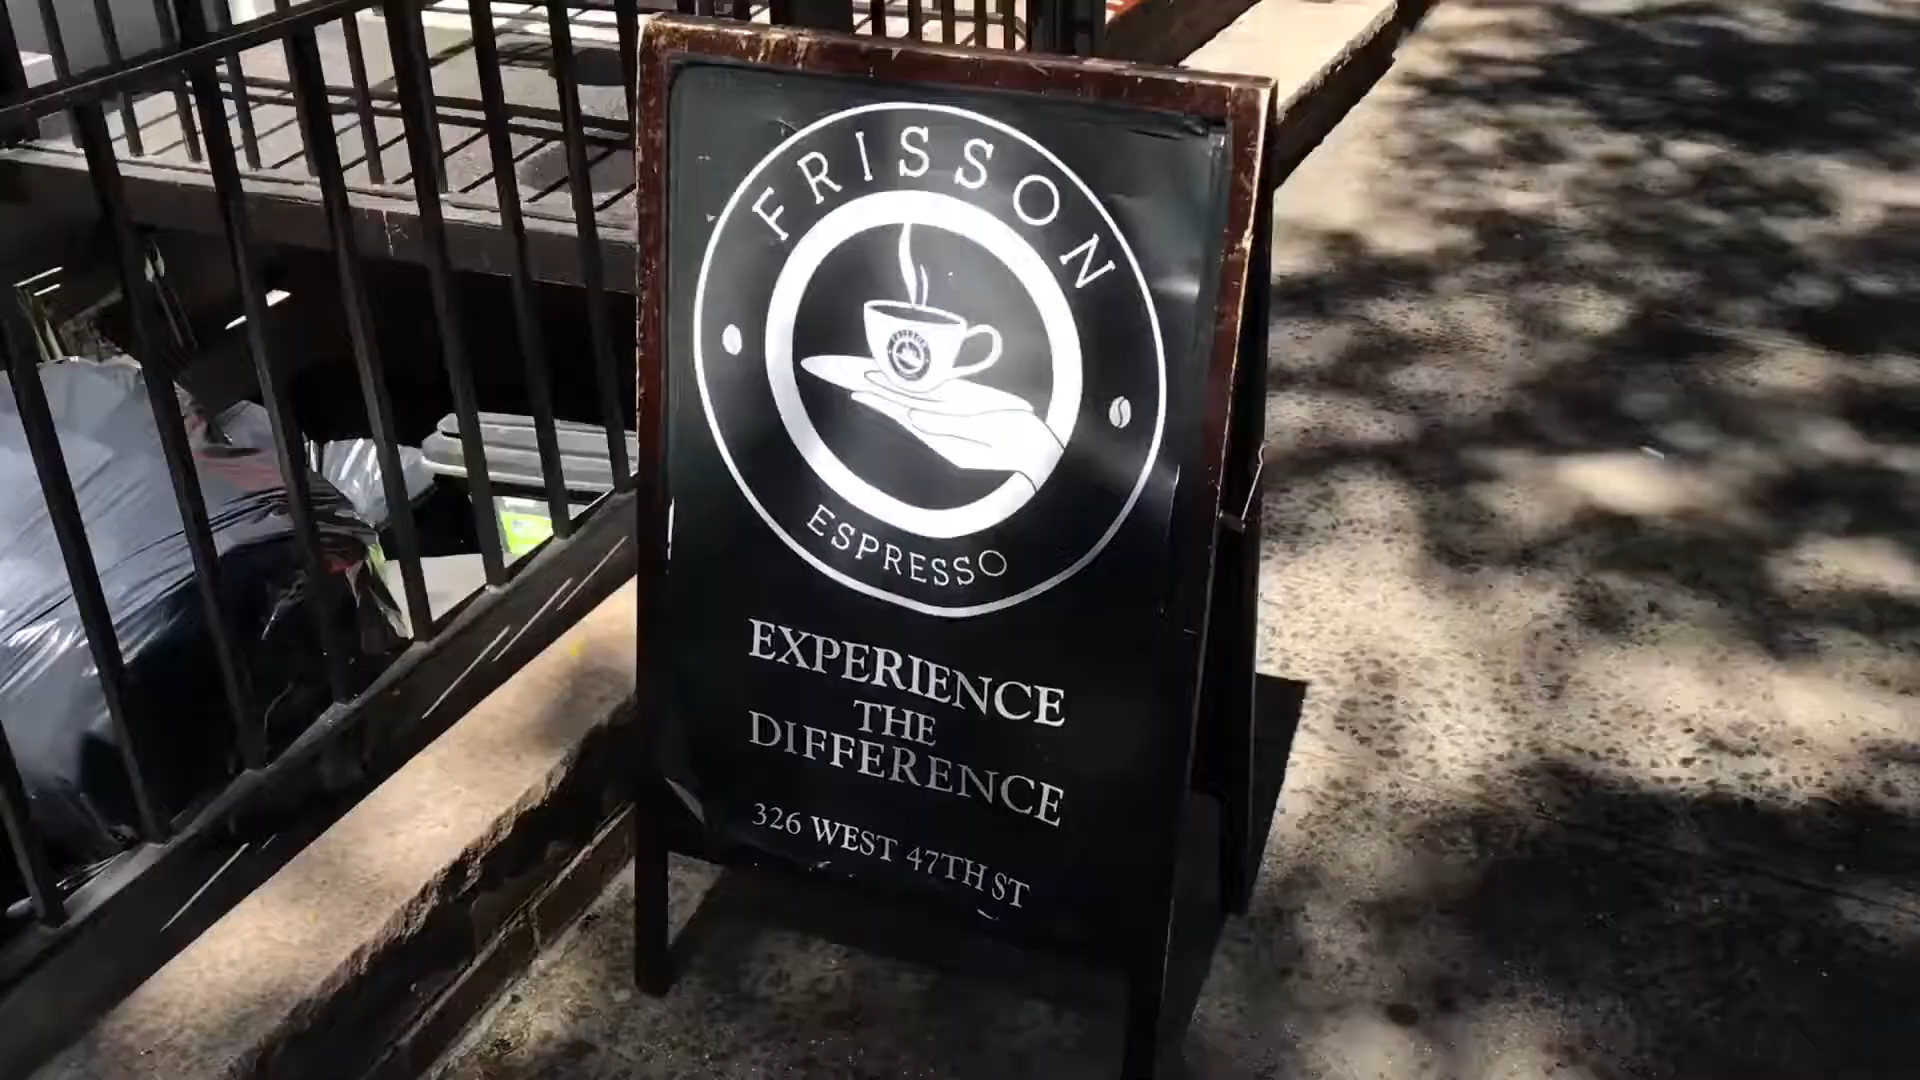 FRISSON
ESPRESSO
EXPERIENCE
THE
DIFFERENCE
326 WEST 47TH ST